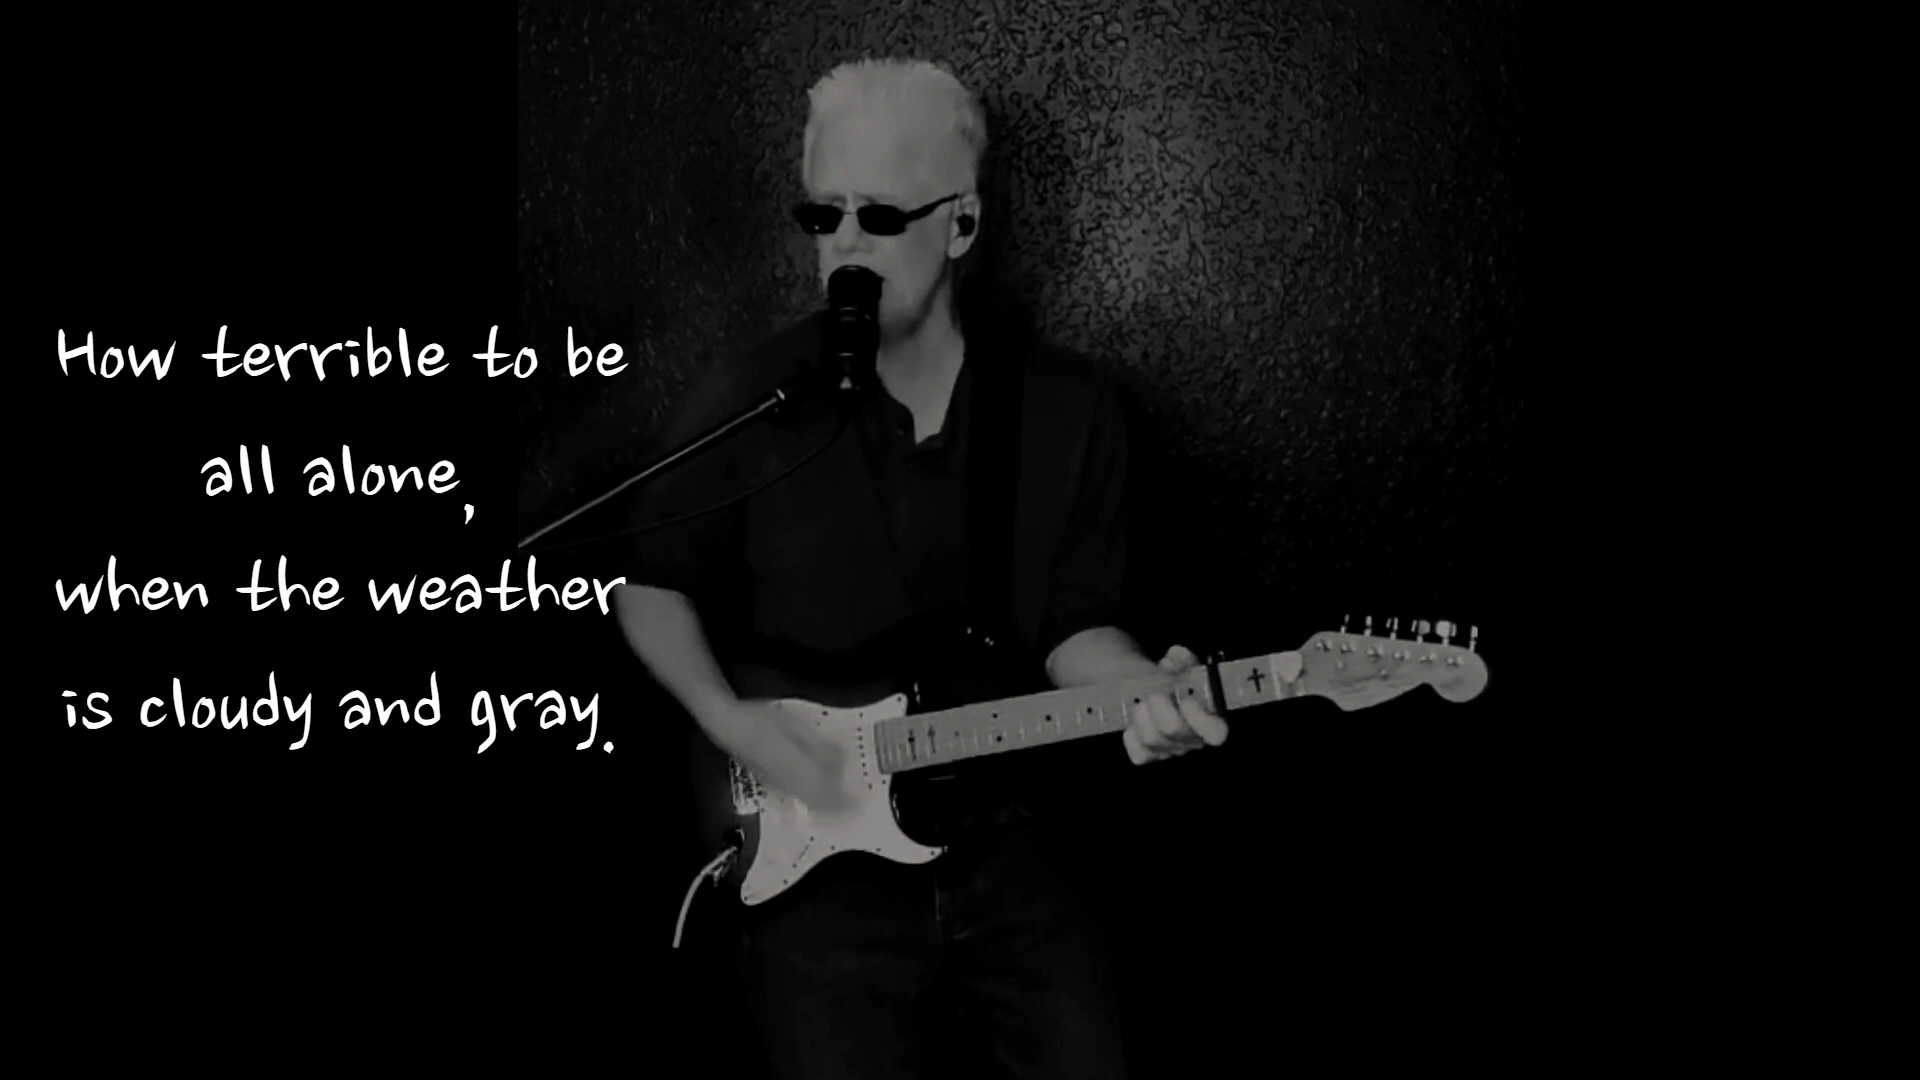 How terrible to be
all alone,
when the weather
is cloudy and gray.